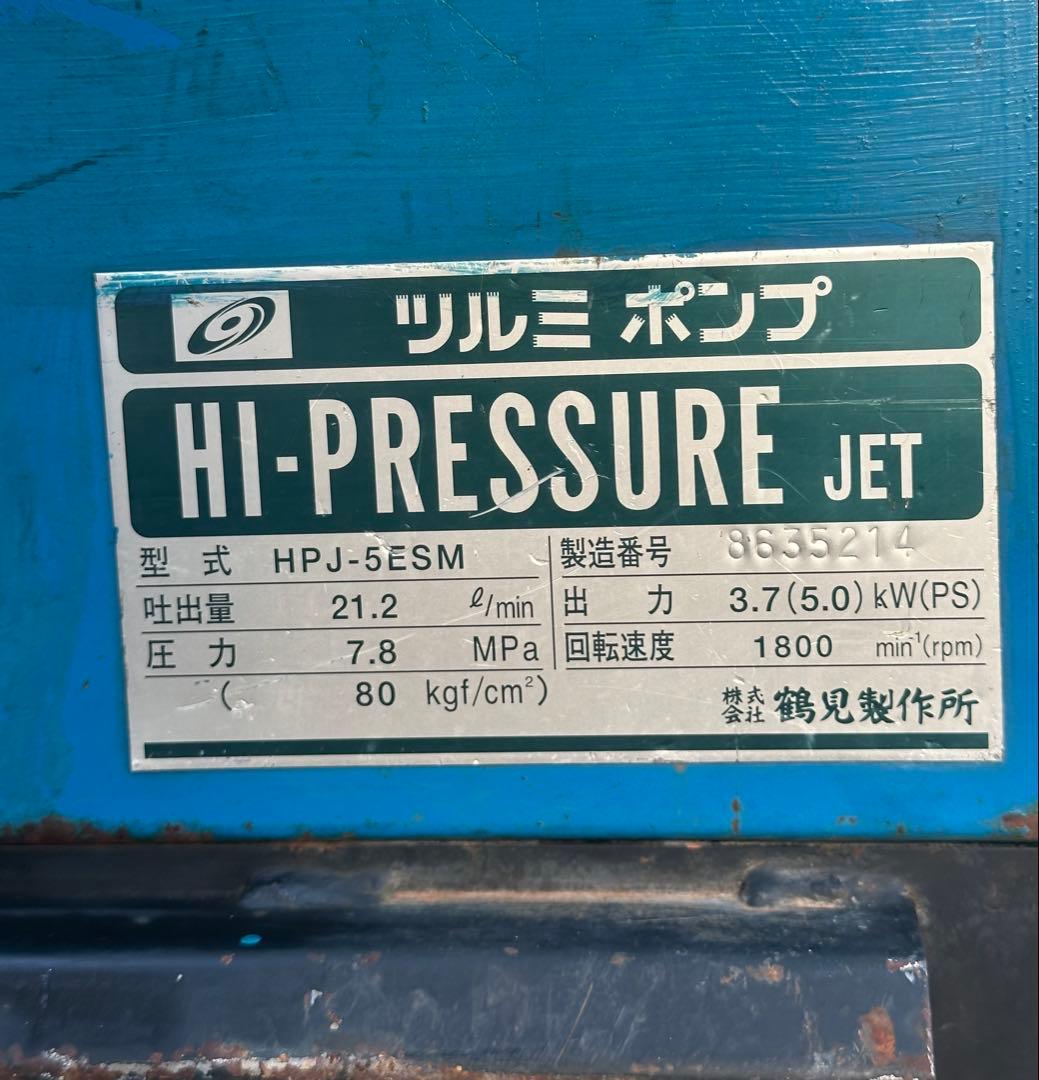 ツルミポンプ
HI-PRESSURE JET
型式 HPJ-5ESM
製造番号 8635214
吐出量 21.2 ℓ/min
出力 3.7(5.0)kW(PS)
圧力 7.8 MPa
回転速度 1800 min⁻¹(rpm)
( 80 kgf/cm²)
株式会社 鶴見製作所